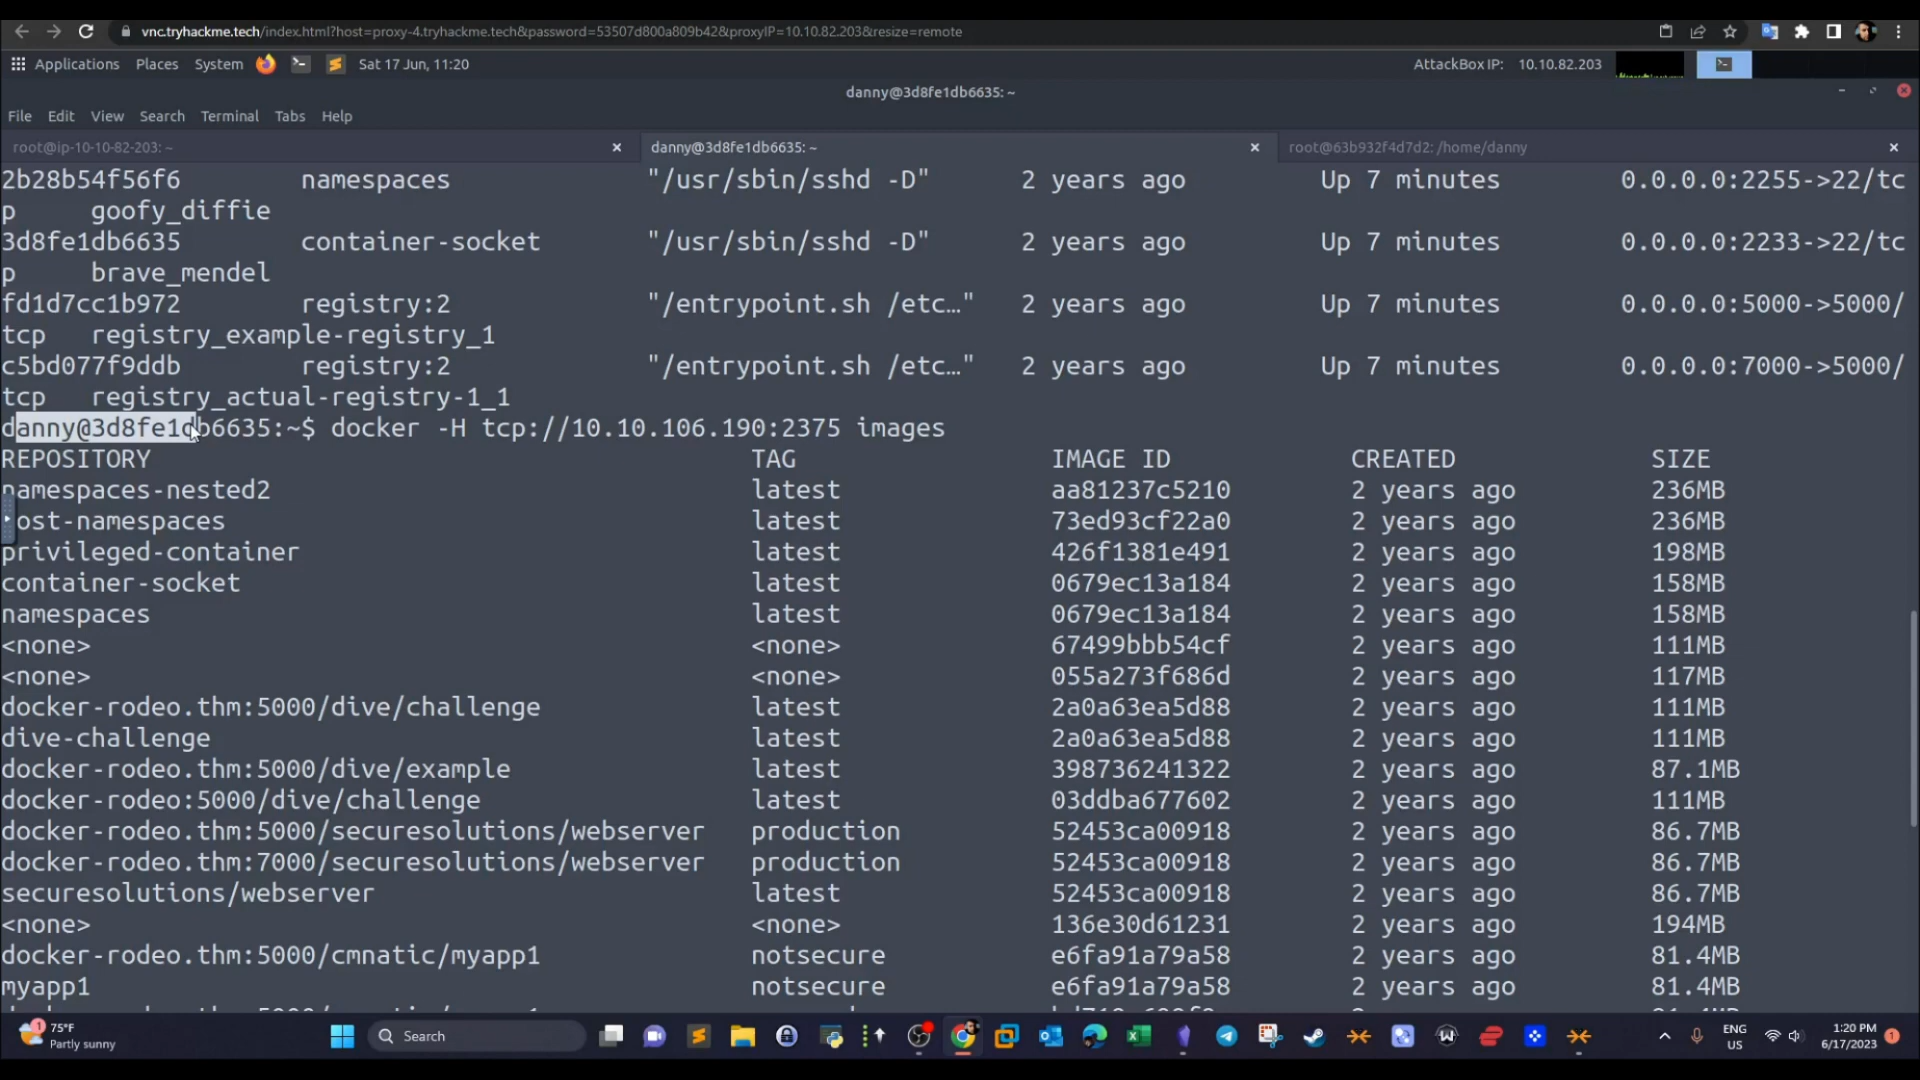 vnc.tryhackme.tech/index.html?host=proxy-4.tryhackme.tech&password=53507d800a809b42&proxyIP=10.10.82.203&resize=remote
Applications Places System Sat 17 Jun, 11:20 AttackBox IP: 10.10.82.203
danny@3d8fe1db6635: ~
File Edit View Search Terminal Tabs Help
root@ip-10-10-82-203: ~ danny@3d8fe1db6635: ~ root@63b932f4d7d2: /home/danny
2b28b54f56f6 namespaces "/usr/sbin/sshd -D" 2 years ago Up 7 minutes 0.0.0.0:2255->22/tc
p goofy_diffie
3d8fe1db6635 container-socket "/usr/sbin/sshd -D" 2 years ago Up 7 minutes 0.0.0.0:2233->22/tc
p brave_mendel
fd1d7cc1b972 registry:2 "/entrypoint.sh /etc…" 2 years ago Up 7 minutes 0.0.0.0:5000->5000/
tcp registry_example-registry_1
c5bd077f9ddb registry:2 "/entrypoint.sh /etc…" 2 years ago Up 7 minutes 0.0.0.0:7000->5000/
tcp registry_actual-registry-1_1
danny@3d8fe1db6635:~$ docker -H tcp://10.10.106.190:2375 images
REPOSITORY TAG IMAGE ID CREATED SIZE
namespaces-nested2 latest aa81237c5210 2 years ago 236MB
ost-namespaces latest 73ed93cf22a0 2 years ago 236MB
privileged-container latest 426f1381e491 2 years ago 198MB
container-socket latest 0679ec13a184 2 years ago 158MB
namespaces latest 0679ec13a184 2 years ago 158MB
<none> <none> 67499bbb54cf 2 years ago 111MB
<none> <none> 055a273f686d 2 years ago 117MB
docker-rodeo.thm:5000/dive/challenge latest 2a0a63ea5d88 2 years ago 111MB
dive-challenge latest 2a0a63ea5d88 2 years ago 111MB
docker-rodeo.thm:5000/dive/example latest 398736241322 2 years ago 87.1MB
docker-rodeo:5000/dive/challenge latest 03ddba677602 2 years ago 111MB
docker-rodeo.thm:5000/securesolutions/webserver production 52453ca00918 2 years ago 86.7MB
docker-rodeo.thm:7000/securesolutions/webserver production 52453ca00918 2 years ago 86.7MB
securesolutions/webserver latest 52453ca00918 2 years ago 86.7MB
<none> <none> 136e30d61231 2 years ago 194MB
docker-rodeo.thm:5000/cmnatic/myapp1 notsecure e6fa91a79a58 2 years ago 81.4MB
myapp1 notsecure e6fa91a79a58 2 years ago 81.4MB
1 75°F Search ENG 1:20 PM 1
Partly sunny US 6/17/2023